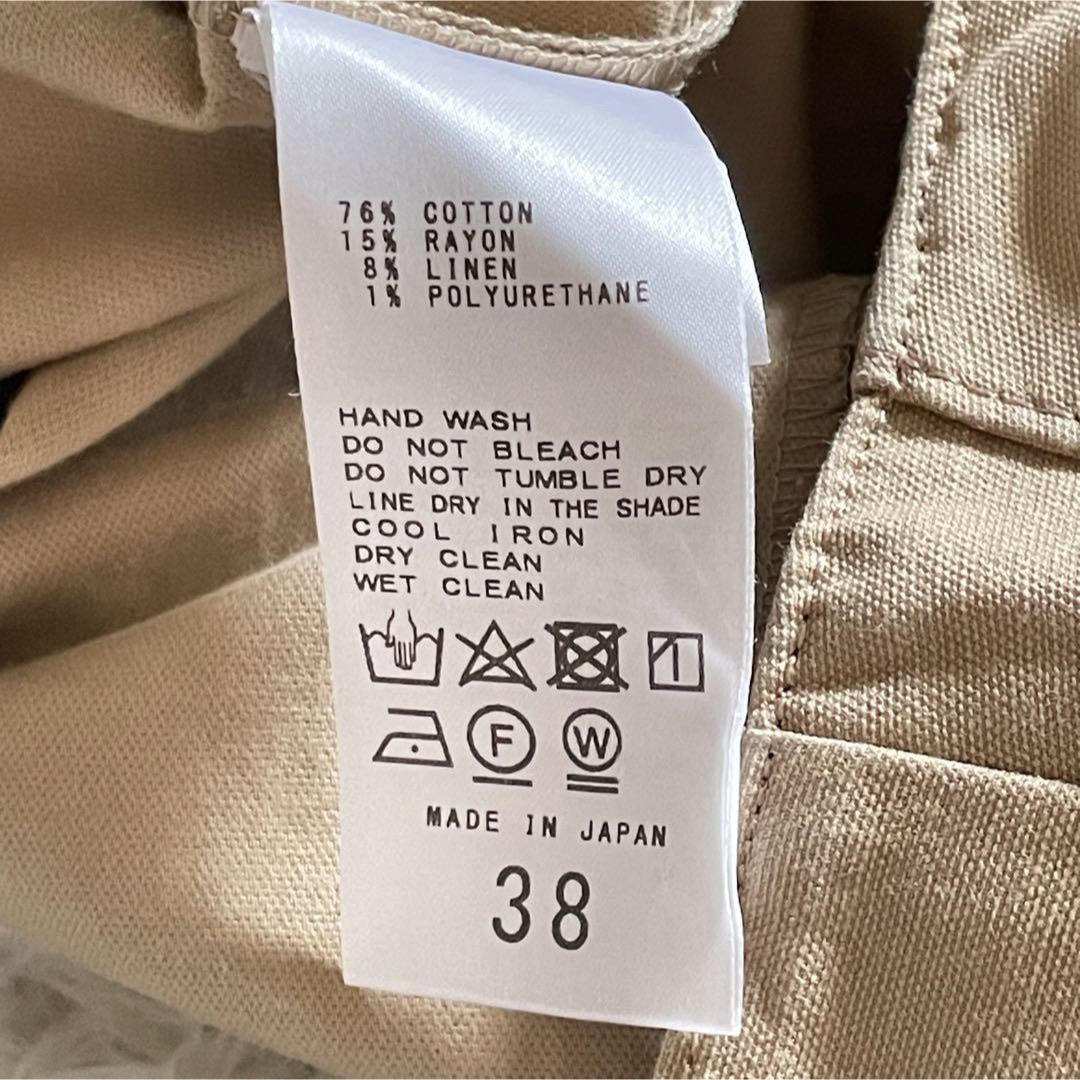 76% COTTON
15% RAYON
8% LINEN
1% POLYURETHANE
HAND WASH
DO NOT BLEACH
DO NOT TUMBLE DRY
LINE DRY IN THE SHADE
COOL IRON
DRY CLEAN
WET CLEAN
F W
MADE IN JAPAN
38